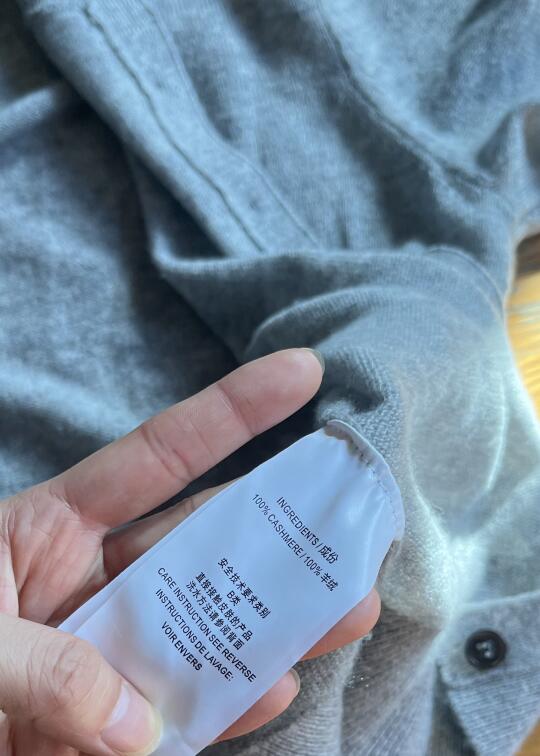 INGREDIENTS / 成份
100% CASHMERE / 100% 羊绒
安全技术要求类别
B类
直接接触皮肤的产品
洗水方法请参阅背面
CARE INSTRUCTION SEE REVERSE
INSTRUCTIONS DE LAVAGE:
VOIR ENVERS